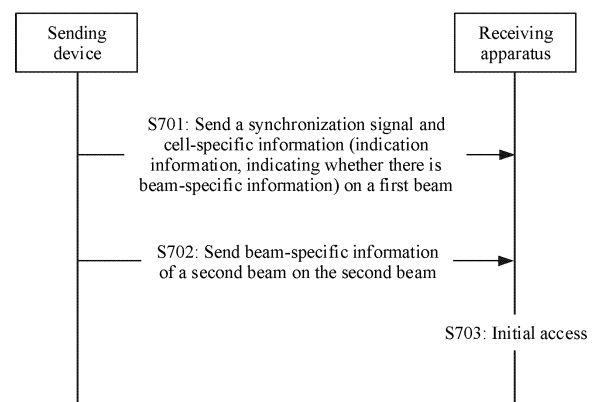 Sending
device
Receiving
apparatus
S701: Send a synchronization signal and
cell-specific information (indication
information, indicating whether there is
beam-specific information) on a first beam
S702: Send beam-specific information
of a second beam on the second beam
S703: Initial access